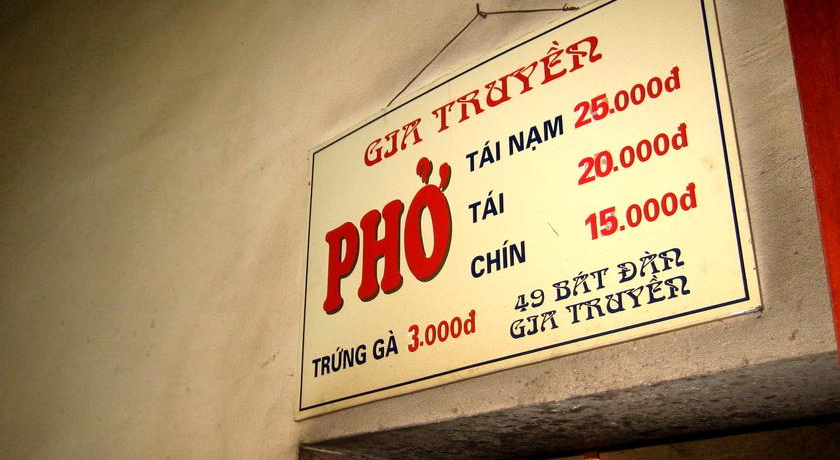 GIA TRUYỀN
PHỞ
TÁI NẠM 25.000đ
TÁI 20.000đ
CHÍN 15.000đ
TRỨNG GÀ 3.000đ
49 BÁT ĐÀN
GIA TRUYỀN